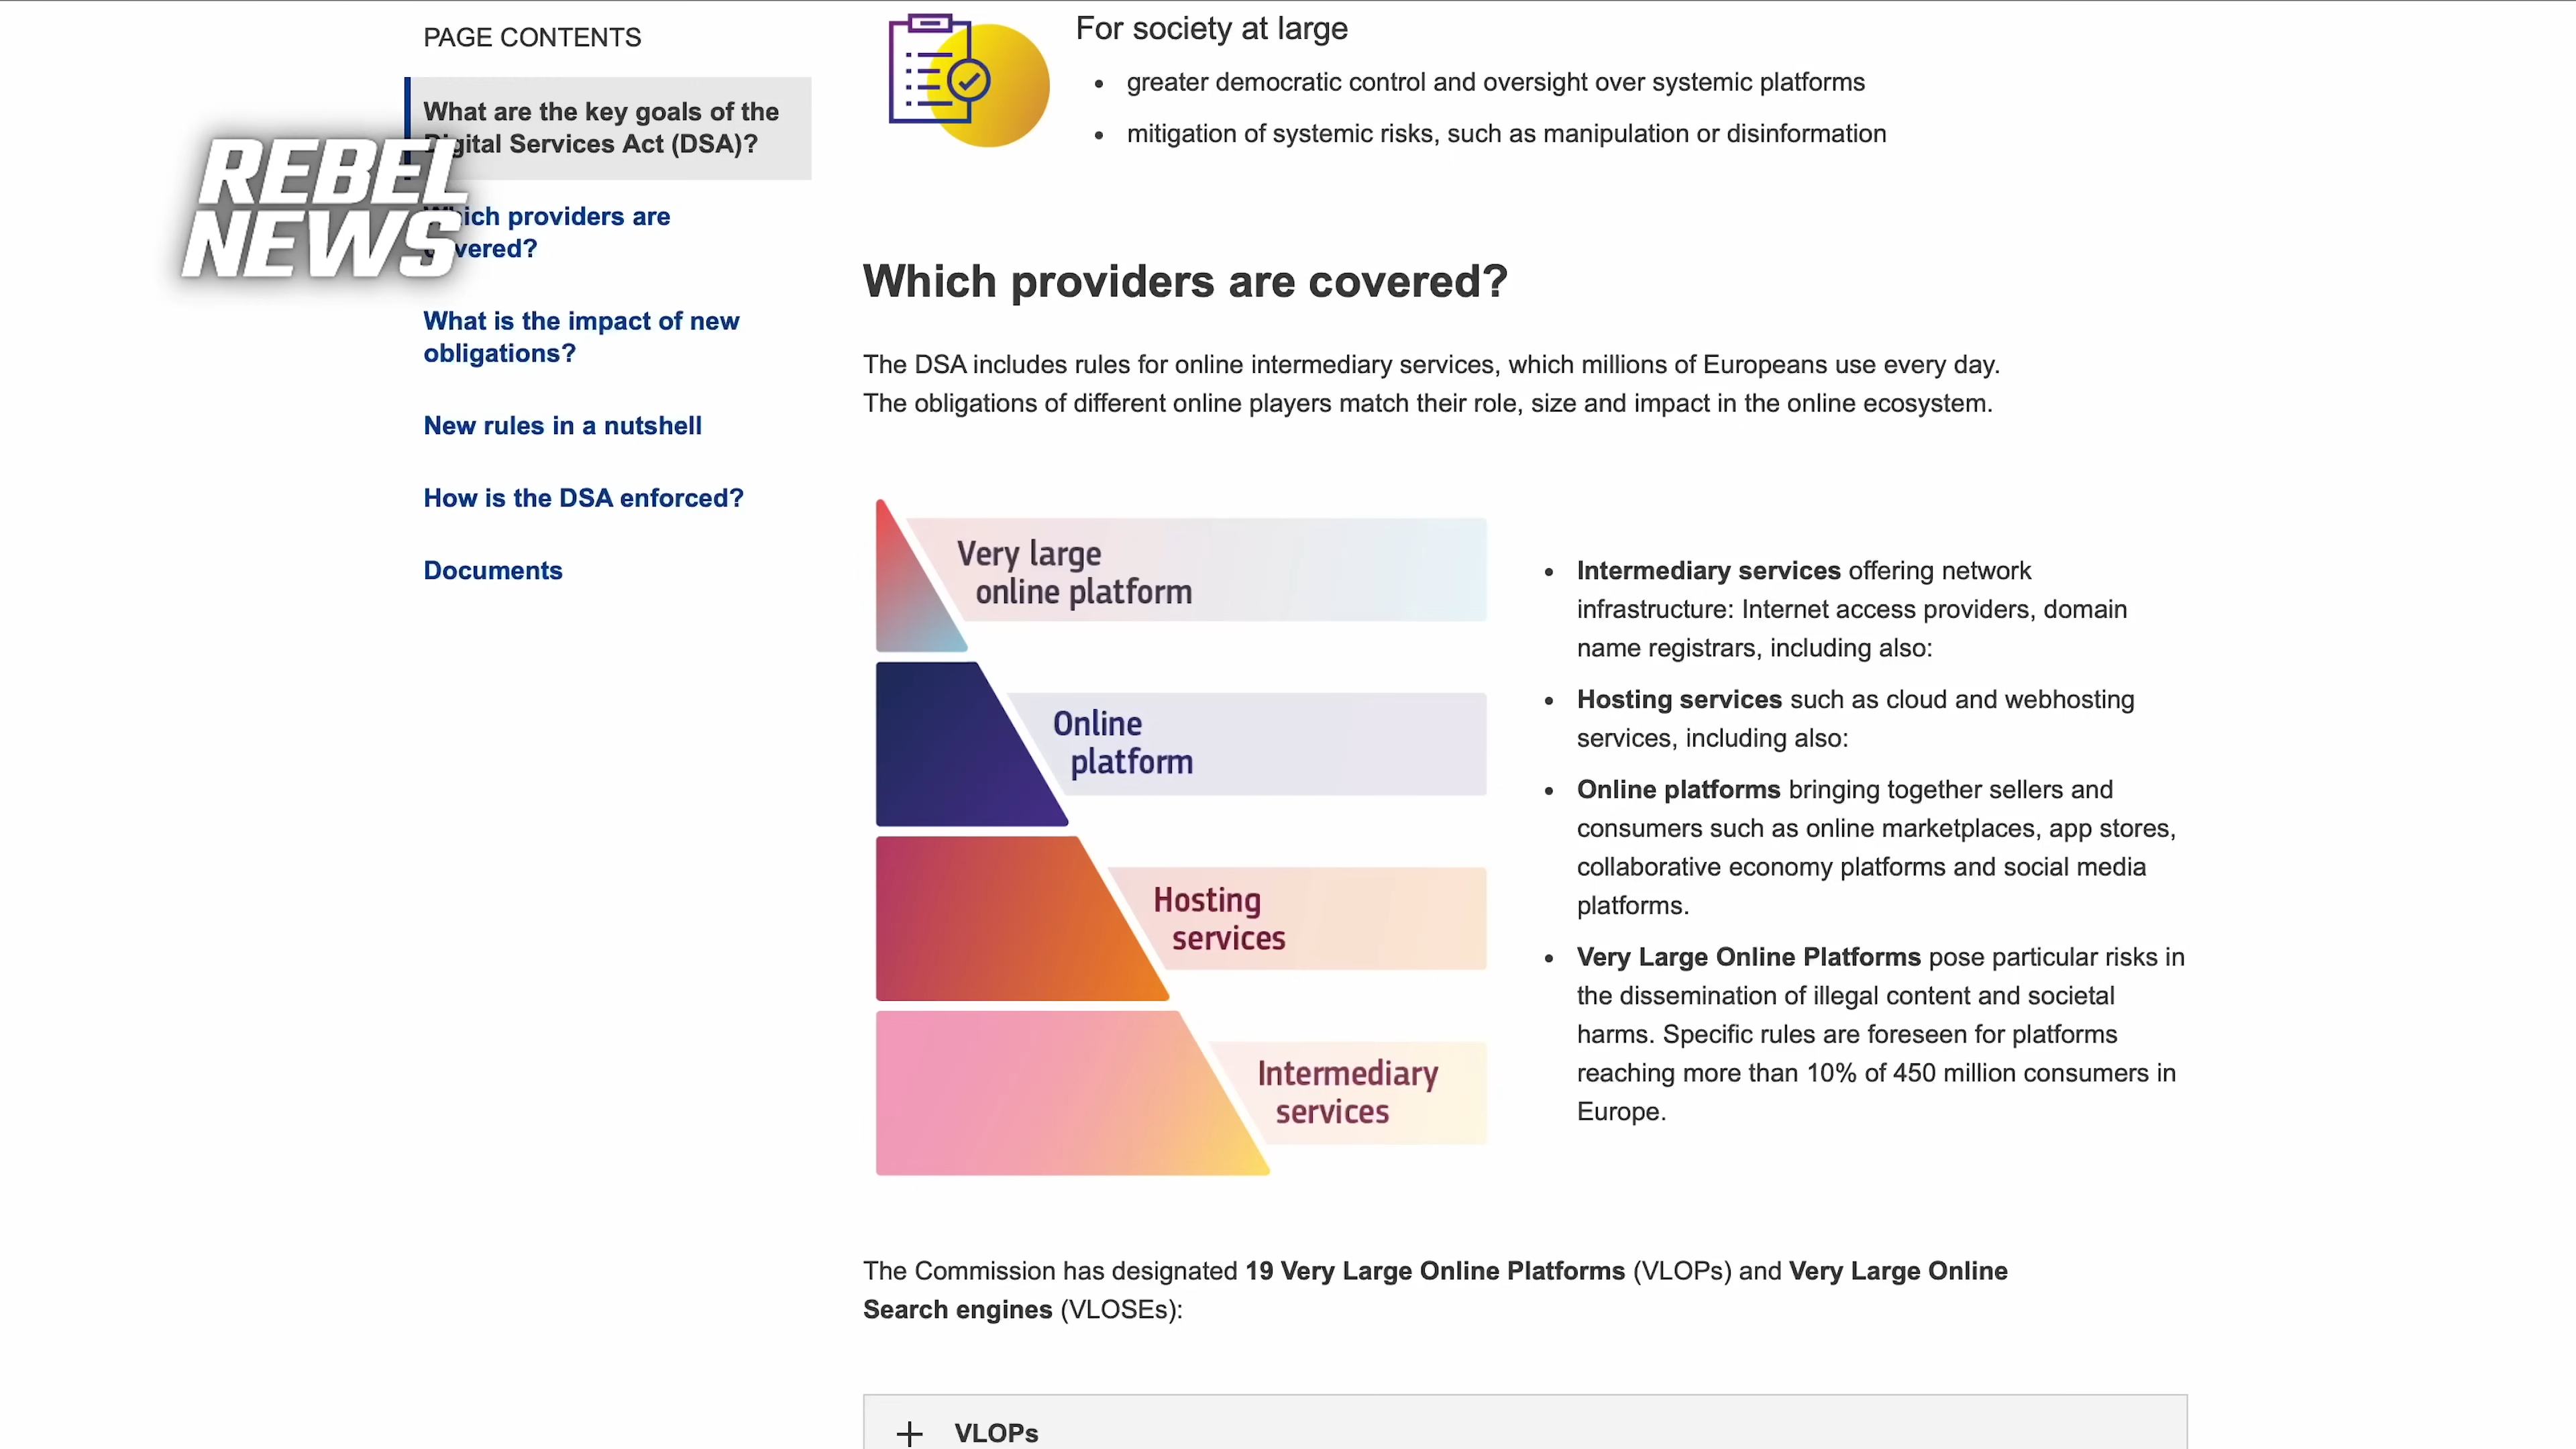 PAGE CONTENTS
What are the key goals of the
Digital Services Act (DSA)?
REBEL
NEWS
Which providers are
covered?
What is the impact of new
obligations?
New rules in a nutshell
How is the DSA enforced?
Documents
For society at large
• greater democratic control and oversight over systemic platforms
• mitigation of systemic risks, such as manipulation or disinformation
Which providers are covered?
The DSA includes rules for online intermediary services, which millions of Europeans use every day.
The obligations of different online players match their role, size and impact in the online ecosystem.
Very large
online platform
Online
platform
Hosting
services
Intermediary
services
• Intermediary services offering network
infrastructure: Internet access providers, domain
name registrars, including also:
• Hosting services such as cloud and webhosting
services, including also:
• Online platforms bringing together sellers and
consumers such as online marketplaces, app stores,
collaborative economy platforms and social media
platforms.
• Very Large Online Platforms pose particular risks in
the dissemination of illegal content and societal
harms. Specific rules are foreseen for platforms
reaching more than 10% of 450 million consumers in
Europe.
The Commission has designated 19 Very Large Online Platforms (VLOPs) and Very Large Online
Search engines (VLOSEs):
+ VLOPs